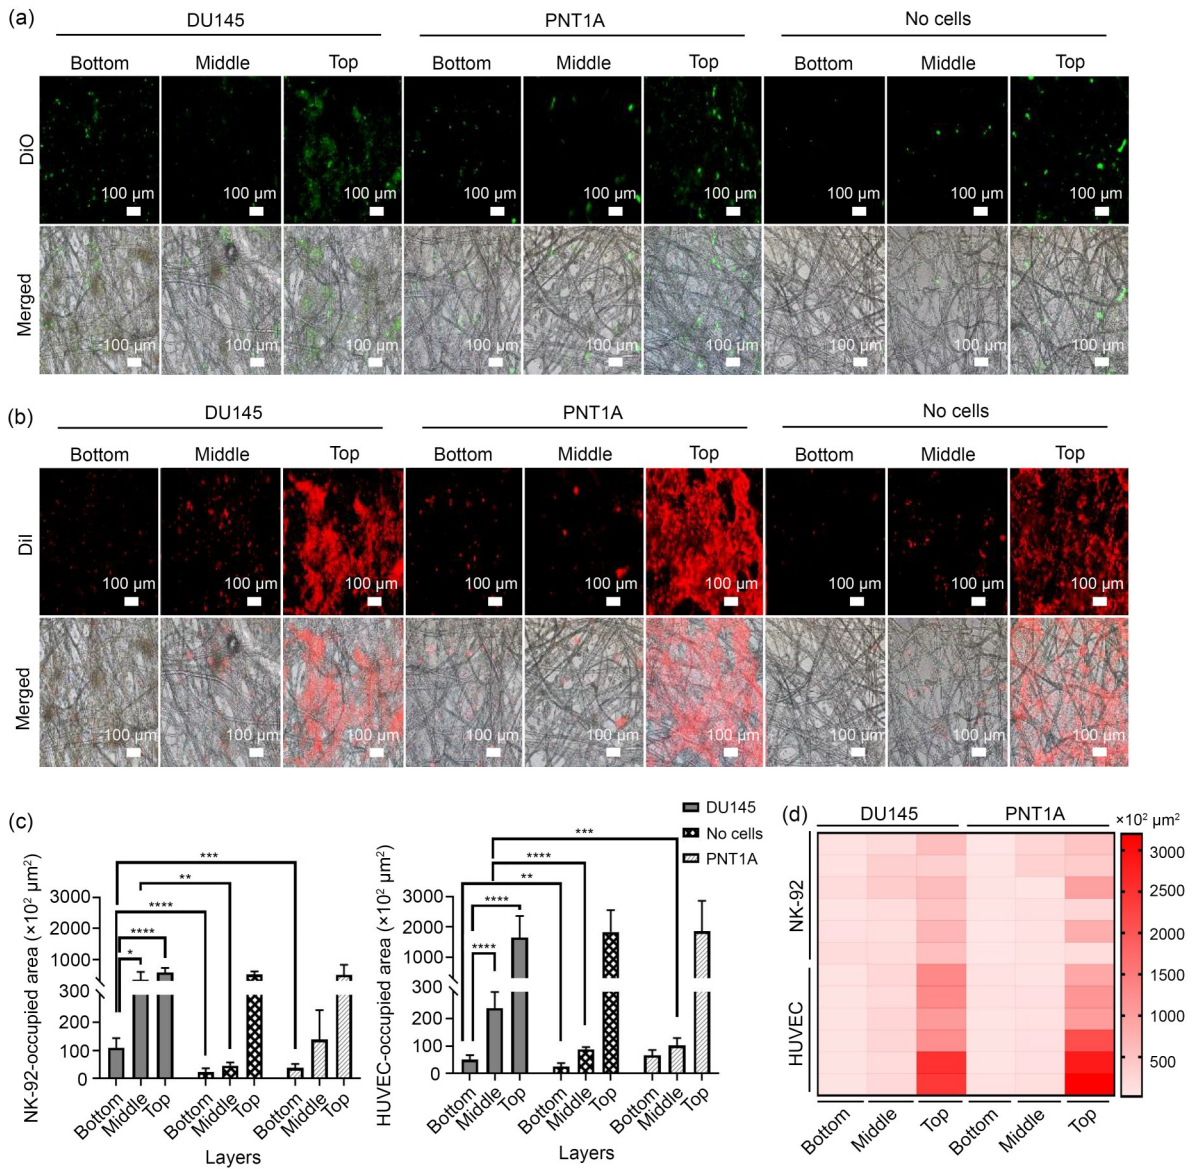 (a)
DU145 PNT1A No cells
Bottom Middle Top Bottom Middle Top Bottom Middle Top
DiO
100 µm 100 µm 100 µm 100 µm 100 µm 100 µm 100 µm 100 µm 100 µm
Merged
100 µm 100 µm 100 µm 100 µm 100 µm 100 µm 100 µm 100 µm 100 µm
(b)
DU145 PNT1A No cells
Bottom Middle Top Bottom Middle Top Bottom Middle Top
DiI
100 µm 100 µm 100 µm 100 µm 100 µm 100 µm 100 µm 100 µm 100 µm
Merged
100 µm 100 µm 100 µm 100 µm 100 µm 100 µm 100 µm 100 µm 100 µm
(c)
DU145
No cells
PNT1A
NK-92-occupied area (×10² µm²)
3000
2000
1000
300
200
100
0
***
**
****
****
*
Bottom Middle Top Bottom Middle Top Bottom Middle Top
Layers
HUVEC-occupied area (×10² µm²)
3000
2000
1000
300
200
100
0
***
****
**
****
****
Bottom Middle Top Bottom Middle Top Bottom Middle Top
Layers
(d)
DU145 PNT1A
×10² µm²
NK-92
HUVEC
3000
2500
2000
1500
1000
500
Bottom Middle Top Bottom Middle Top